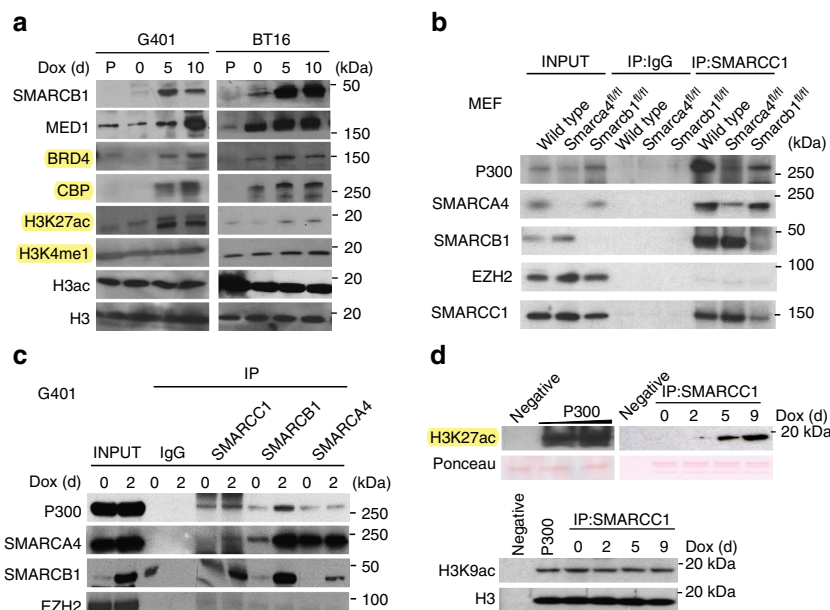 a
G401 BT16
Dox (d) P 0 5 10 P 0 5 10 (kDa)
SMARCB1 50
MED1 150
BRD4 150
CBP 250
H3K27ac 20
H3K4me1 20
H3ac 20
H3 20
b
INPUT IP:IgG IP:SMARCC1
MEF Wild type Smarca4fl/fl Smarcb1fl/fl Wild type Smarca4fl/fl Smarcb1fl/fl Wild type Smarca4fl/fl Smarcb1fl/fl
(kDa)
P300 250
SMARCA4 250
SMARCB1 50
EZH2 100
SMARCC1 150
c
IP
G401
INPUT IgG SMARCC1 SMARCB1 SMARCA4
Dox (d) 0 2 0 2 0 2 0 2 0 2 (kDa)
P300 250
SMARCA4 250
SMARCB1 50
EZH2 100
d
Negative P300 Negative IP:SMARCC1
0 2 5 9 Dox (d)
H3K27ac 20 kDa
Ponceau
Negative P300 IP:SMARCC1
0 2 5 9 Dox (d)
H3K9ac 20 kDa
H3 20 kDa